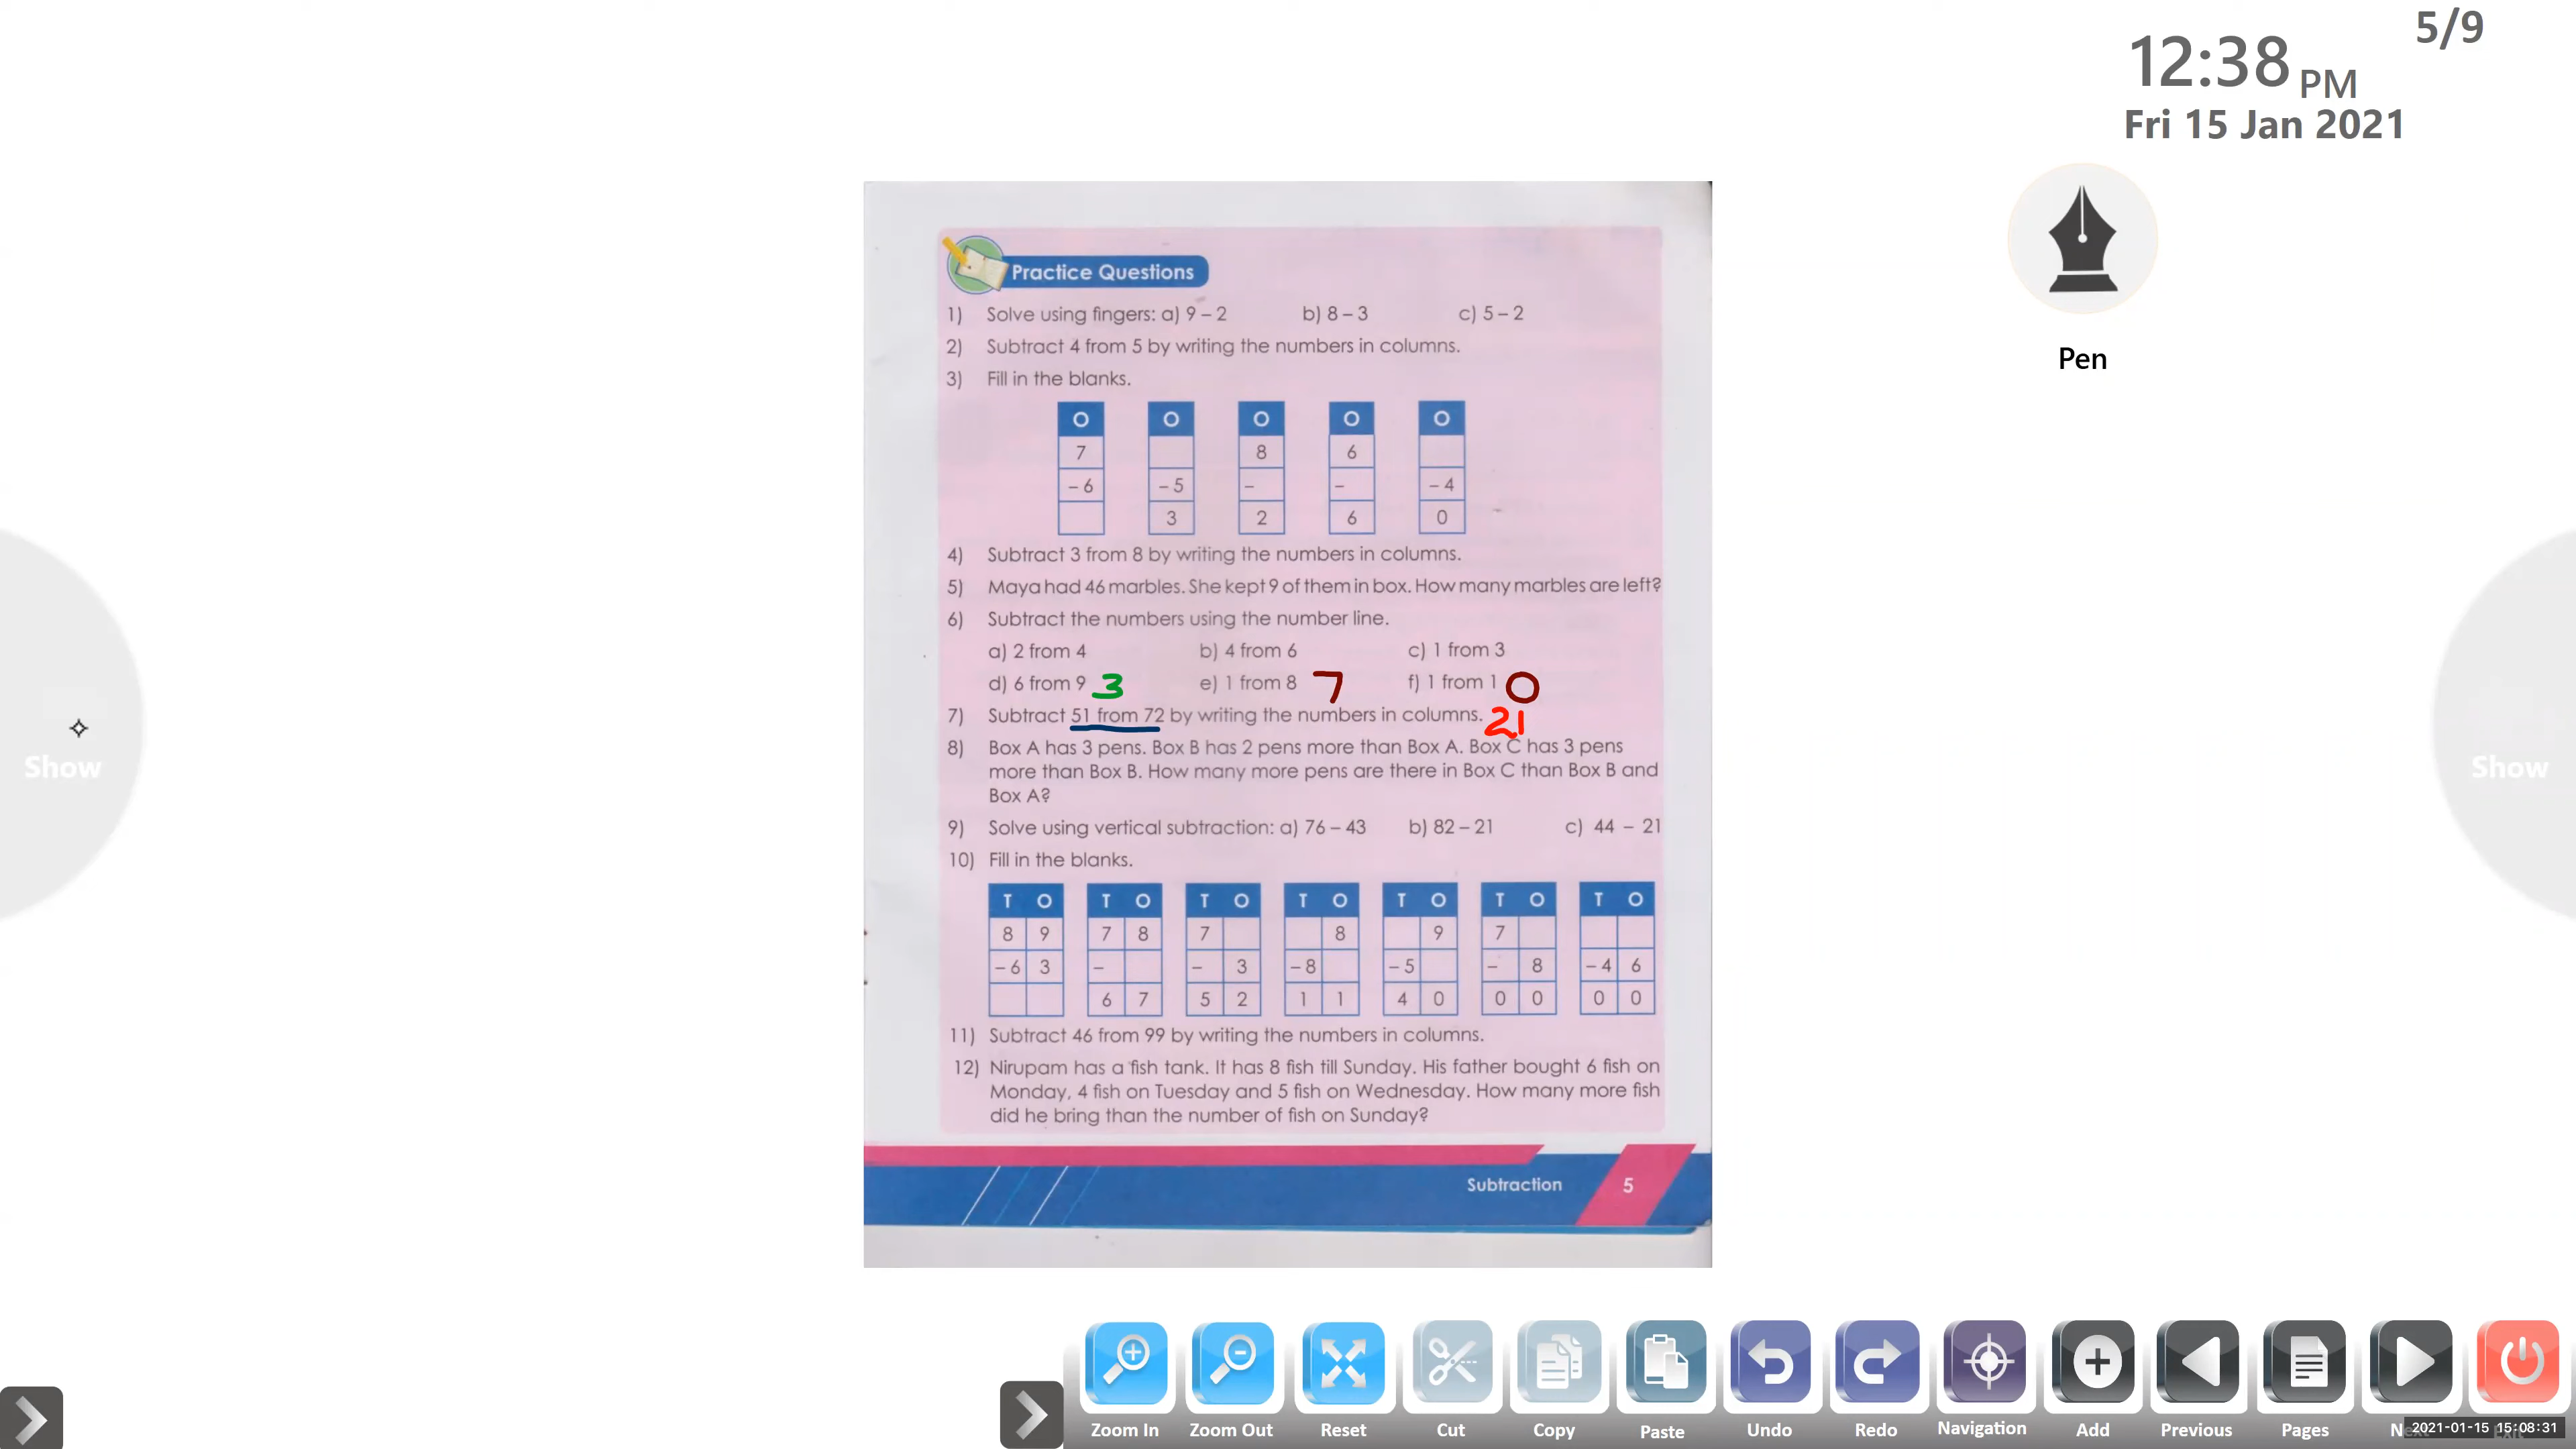 5/9
12:38 PM
Fri 15 Jan 2021
Pen
Practice Questions
1) Solve using fingers: a) 9 – 2 b) 8 – 3 c) 5 – 2
2) Subtract 4 from 5 by writing the numbers in columns.
3) Fill in the blanks.
O O O O O
7 8 6
– 6 – 5 – – – 4
3 2 6 0
4) Subtract 3 from 8 by writing the numbers in columns.
5) Maya had 46 marbles. She kept 9 of them in box. How many marbles are left?
6) Subtract the numbers using the number line.
a) 2 from 4 b) 4 from 6 c) 1 from 3
d) 6 from 9 3 e) 1 from 8 7 f) 1 from 1 0
7) Subtract 51 from 72 by writing the numbers in columns. 21
8) Box A has 3 pens. Box B has 2 pens more than Box A. Box C has 3 pens
more than Box B. How many more pens are there in Box C than Box B and
Box A?
9) Solve using vertical subtraction: a) 76 – 43 b) 82 – 21 c) 44 – 21
10) Fill in the blanks.
T O T O T O T O T O T O T O
8 9 7 8 7 8 9 7
– 6 3 – – 3 – 8 – 5 – 8 – 4 6
6 7 5 2 1 1 4 0 0 0 0 0
11) Subtract 46 from 99 by writing the numbers in columns.
12) Nirupam has a fish tank. It has 8 fish till Sunday. His father bought 6 fish on
Monday, 4 fish on Tuesday and 5 fish on Wednesday. How many more fish
did he bring than the number of fish on Sunday?
Subtraction 5
Show
Show
Zoom In Zoom Out Reset Cut Copy Paste Undo Redo Navigation Add Previous Pages
2021-01-15 15:08:31